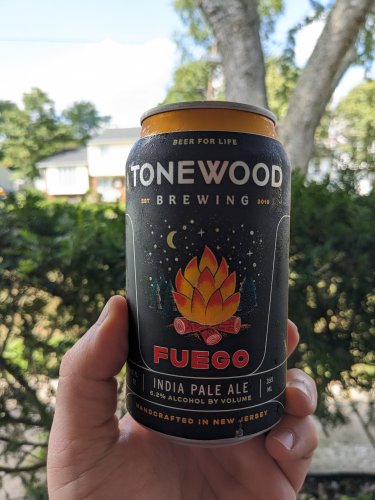 BEER FOR LIFE
TONEWOOD
EST BREWING 2016
FUEGO
INDIA PALE ALE
6.2% ALCOHOL BY VOLUME
ML
HANDCRAFTED IN NEW JERSEY